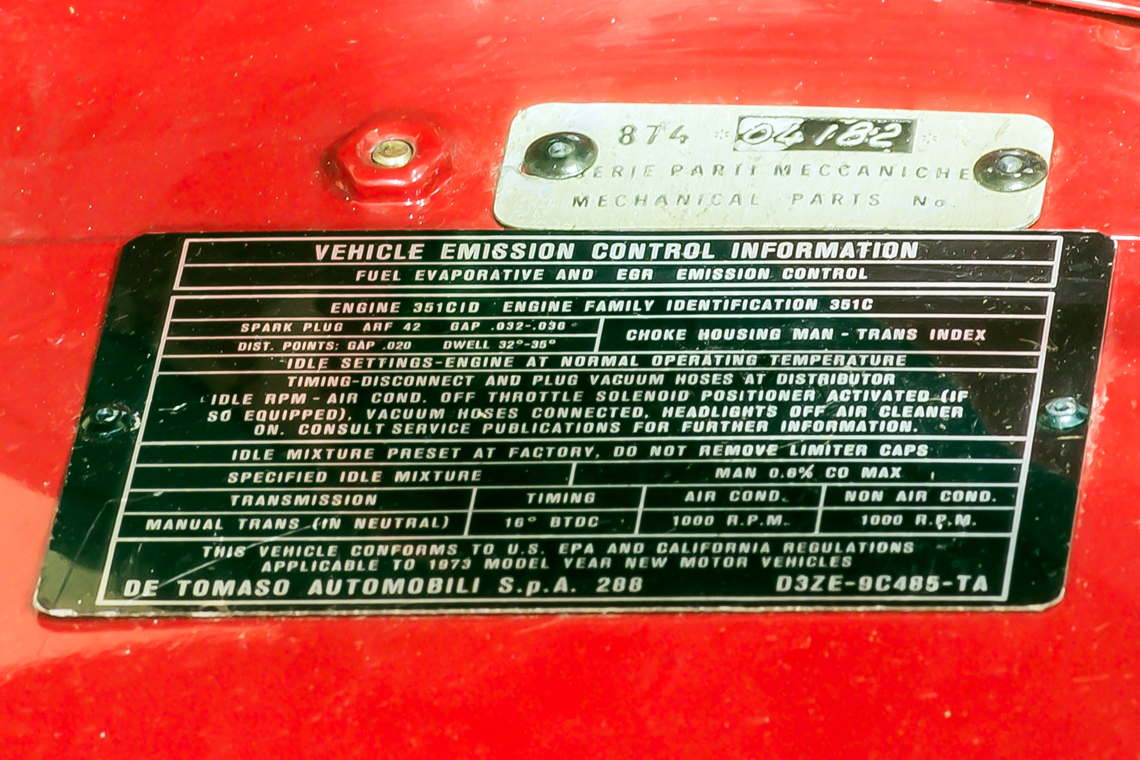 874 * 04182 *
SERIE PARTI MECCANICHE
MECHANICAL PARTS No.
VEHICLE EMISSION CONTROL INFORMATION
FUEL EVAPORATIVE AND EGR EMISSION CONTROL
ENGINE 351CID ENGINE FAMILY IDENTIFICATION 351C
SPARK PLUG ARF 42 GAP .032-.036
DIST. POINTS: GAP .020 DWELL 32°-35°
CHOKE HOUSING MAN - TRANS INDEX
IDLE SETTINGS-ENGINE AT NORMAL OPERATING TEMPERATURE
TIMING-DISCONNECT AND PLUG VACUUM HOSES AT DISTRIBUTOR
IDLE RPM - AIR COND. OFF THROTTLE SOLENOID POSITIONER ACTIVATED (IF
SO EQUIPPED), VACUUM HOSES CONNECTED, HEADLIGHTS OFF AIR CLEANER
ON. CONSULT SERVICE PUBLICATIONS FOR FURTHER INFORMATION.
IDLE MIXTURE PRESET AT FACTORY, DO NOT REMOVE LIMITER CAPS
SPECIFIED IDLE MIXTURE MAN 0.6% CO MAX
TRANSMISSION TIMING AIR COND. NON AIR COND.
MANUAL TRANS (IN NEUTRAL) 16° BTDC 1000 R.P.M. 1000 R.P.M.
THIS VEHICLE CONFORMS TO U.S. EPA AND CALIFORNIA REGULATIONS
APPLICABLE TO 1973 MODEL YEAR NEW MOTOR VEHICLES
DE TOMASO AUTOMOBILI S.p.A. 288 D3ZE-9C485-TA